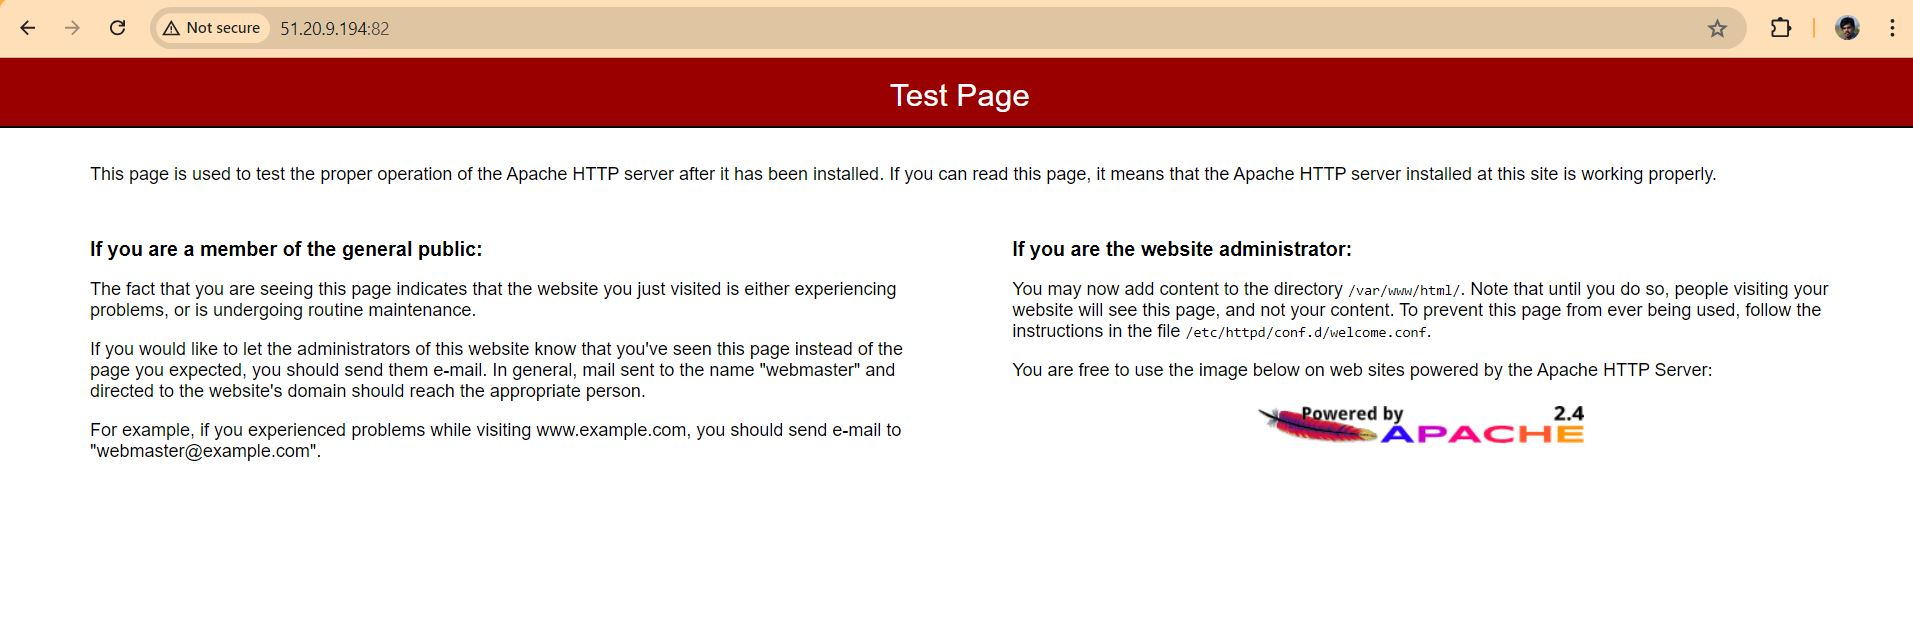 Not secure 51.20.9.194:82
Test Page
This page is used to test the proper operation of the Apache HTTP server after it has been installed. If you can read this page, it means that the Apache HTTP server installed at this site is working properly.
If you are a member of the general public:
The fact that you are seeing this page indicates that the website you just visited is either experiencing
problems, or is undergoing routine maintenance.
If you would like to let the administrators of this website know that you've seen this page instead of the
page you expected, you should send them e-mail. In general, mail sent to the name "webmaster" and
directed to the website's domain should reach the appropriate person.
For example, if you experienced problems while visiting www.example.com, you should send e-mail to
"webmaster@example.com".
If you are the website administrator:
You may now add content to the directory /var/www/html/. Note that until you do so, people visiting your
website will see this page, and not your content. To prevent this page from ever being used, follow the
instructions in the file /etc/httpd/conf.d/welcome.conf.
You are free to use the image below on web sites powered by the Apache HTTP Server:
Powered by 2.4
APACHE